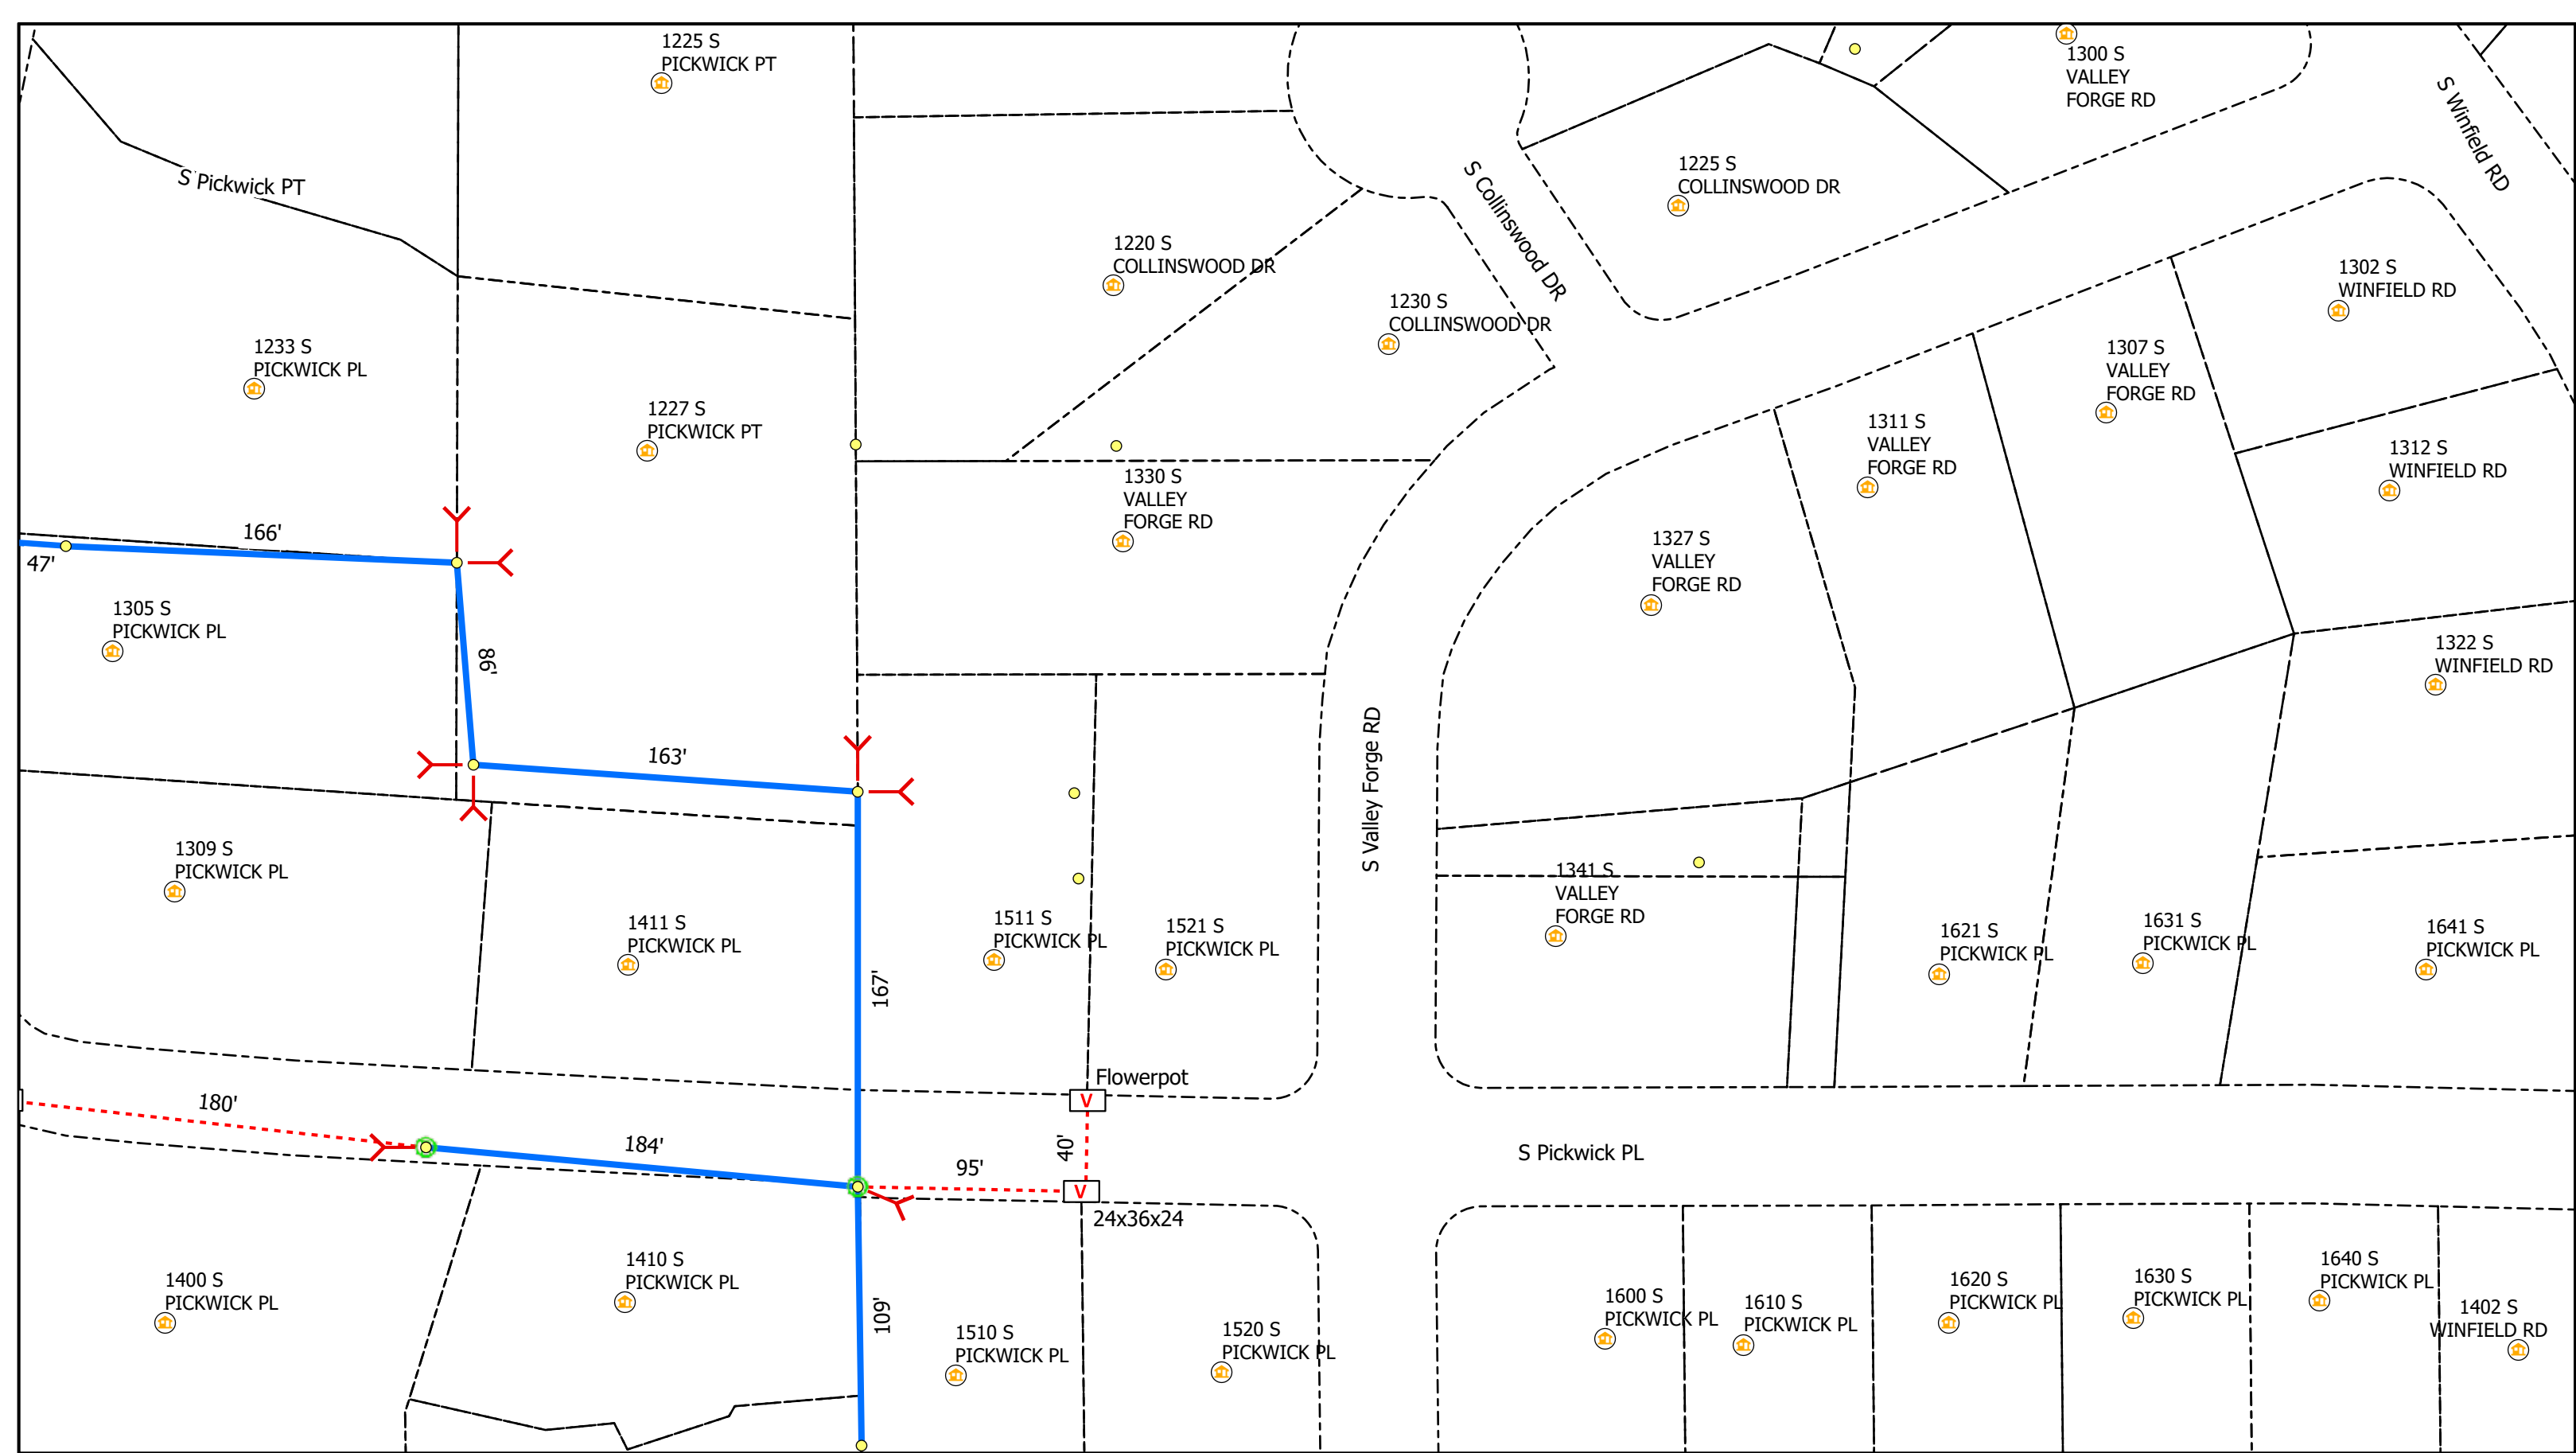 1225 S
PICKWICK PT
1300 S
VALLEY
FORGE RD
S Winfield RD
S Pickwick PT
S Collinswood DR
1225 S
COLLINSWOOD DR
1220 S
COLLINSWOOD DR
1230 S
COLLINSWOOD DR
1302 S
WINFIELD RD
1233 S
PICKWICK PL
1227 S
PICKWICK PT
1307 S
VALLEY
FORGE RD
1311 S
VALLEY
FORGE RD
1312 S
WINFIELD RD
1330 S
VALLEY
FORGE RD
166'
47'
1327 S
VALLEY
FORGE RD
1305 S
PICKWICK PL
86'
1322 S
WINFIELD RD
163'
S Valley Forge RD
1309 S
PICKWICK PL
1411 S
PICKWICK PL
1511 S
PICKWICK PL
1521 S
PICKWICK PL
1341 S
VALLEY
FORGE RD
1621 S
PICKWICK PL
1631 S
PICKWICK PL
1641 S
PICKWICK PL
167'
Flowerpot
V
180'
184'
40'
95'
S Pickwick PL
V
24x36x24
1400 S
PICKWICK PL
1410 S
PICKWICK PL
109'
1510 S
PICKWICK PL
1520 S
PICKWICK PL
1600 S
PICKWICK PL
1610 S
PICKWICK PL
1620 S
PICKWICK PL
1630 S
PICKWICK PL
1640 S
PICKWICK PL
1402 S
WINFIELD RD